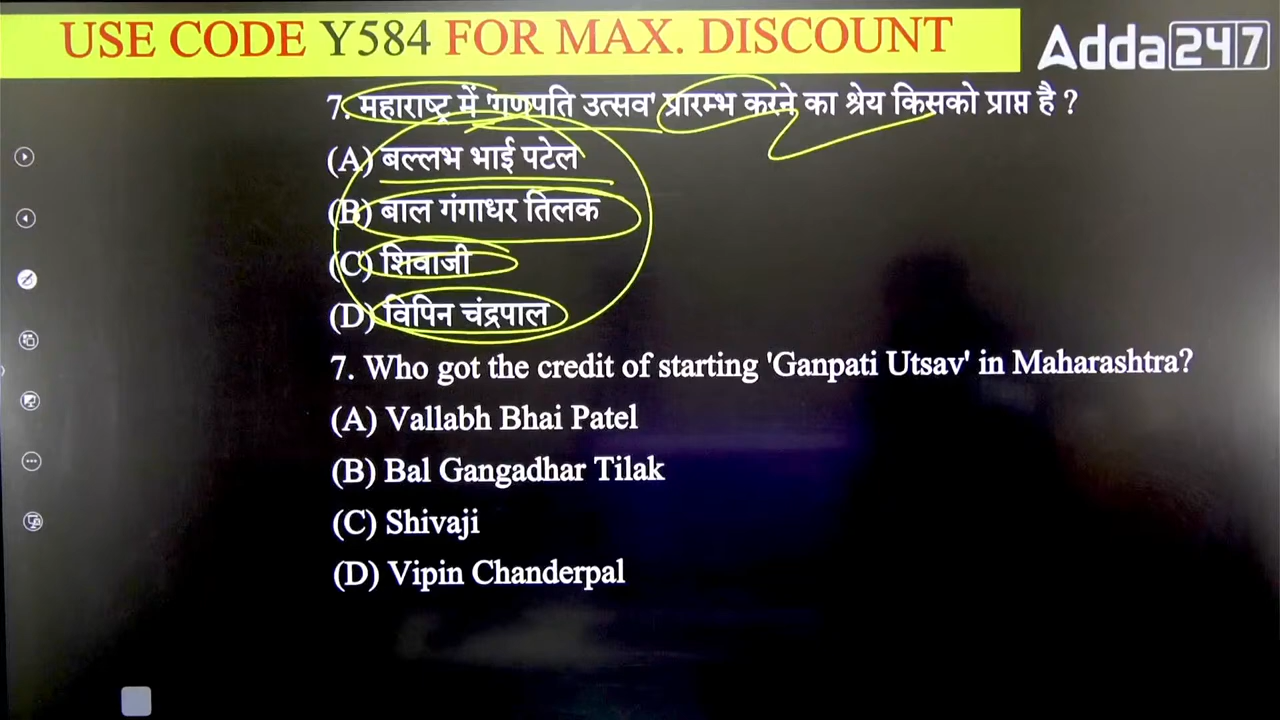 USE CODE Y584 FOR MAX. DISCOUNT
Adda247
7. महाराष्ट्र में 'गणपति उत्सव' प्रारम्भ करने का श्रेय किसको प्राप्त है ?
(A) बल्लभ भाई पटेल
(B) बाल गंगाधर तिलक
(C) शिवाजी
(D) विपिन चंद्रपाल
7. Who got the credit of starting 'Ganpati Utsav' in Maharashtra?
(A) Vallabh Bhai Patel
(B) Bal Gangadhar Tilak
(C) Shivaji
(D) Vipin Chanderpal